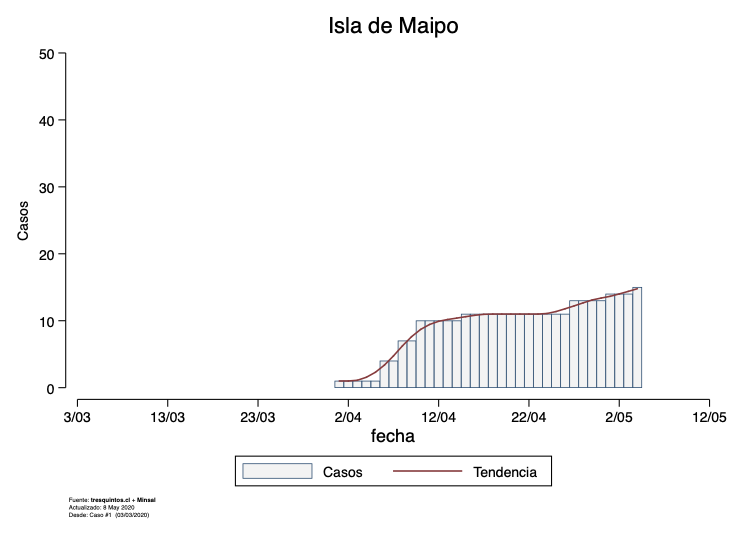 Isla de Maipo
50
40
30
20
10
0
Casos
3/03 13/03 23/03 2/04 12/04 22/04 2/05 12/05
fecha
Casos Tendencia
Fuente: tresquintos.cl + Minsal
Actualizado: 8 May 2020
Desde: Caso #1 (03/03/2020)